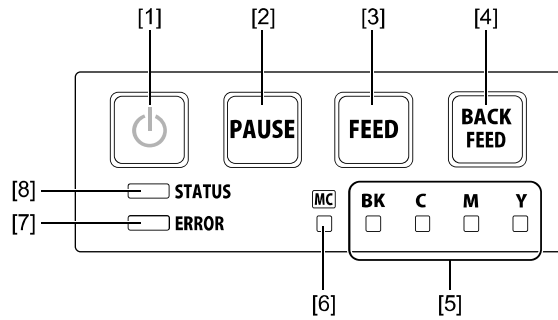 [1] [2] [3] [4]
PAUSE FEED BACK
FEED
[8] STATUS
[7] ERROR
MC BK C M Y
[6] [5]